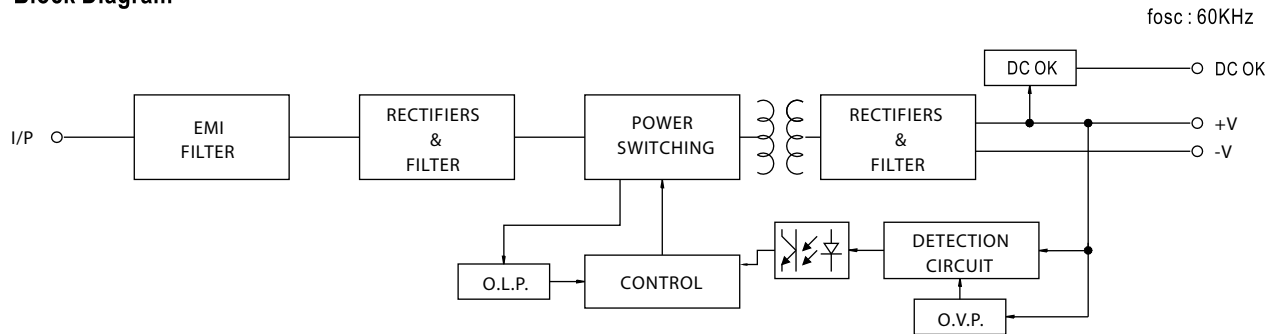 Block Diagram
fosc : 60KHz
DC OK
DC OK
I/P
EMI
FILTER
RECTIFIERS
&
FILTER
POWER
SWITCHING
RECTIFIERS
&
FILTER
+V
-V
O.L.P.
CONTROL
DETECTION
CIRCUIT
O.V.P.